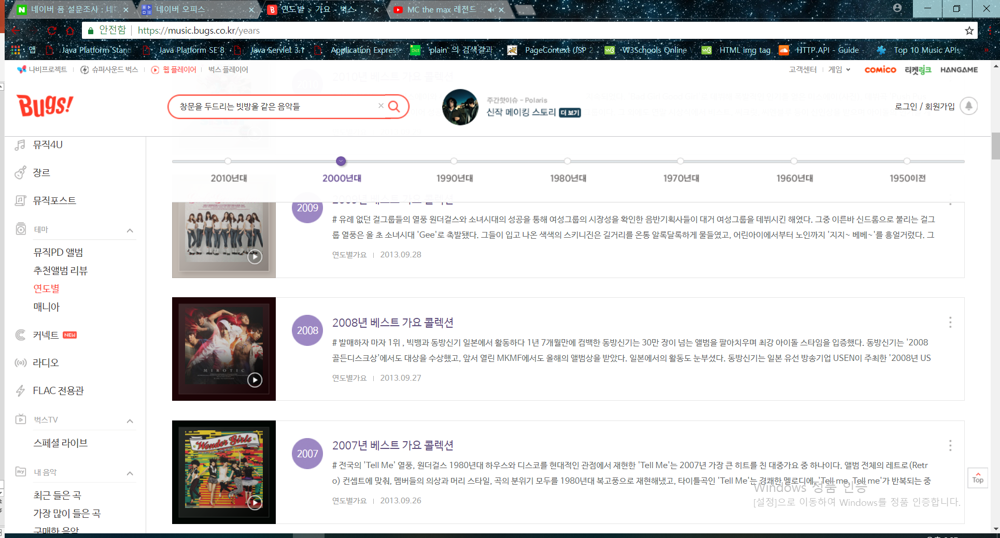 네이버 폼 설문조사 : 네이
네이버 오피스
연도별 > 가요 - 벅스
MC the max 레전드
안전함
https://music.bugs.co.kr/years
앱
Java Platform Stand
Java Platform SE 8
Java Servlet 3.1
Application Express
'plain' 의 검색결과
PageContext (JSP 2.
W3Schools Online
HTML img tag
HTTP API - Guide
Top 10 Music APIs
나비프로젝트
슈퍼사운드 벅스
웹 플레이어
벅스 플레이어
고객센터
게임
comico
티켓링크
HANGAME
2010년 베스트 가요 콜렉션
Bugs!
창문을 두드리는 빗방울 같은 음악들
주간핫이슈 - Polaris
신작 메이킹 스토리 더 보기
로그인 / 회원가입
뮤직4U
장르
뮤직포스트
테마
뮤직PD 앨범
추천앨범 리뷰
연도별
매니아
커넥트 NEW
라디오
FLAC 전용관
벅스TV
스페셜 라이브
내 음악
최근 들은 곡
가장 많이 들은 곡
구매한 음악
2010년대
2000년대
1990년대
1980년대
1970년대
1960년대
1950이전
2009
2009년 베스트 가요 콜렉션
# 유례 없던 걸그룹들의 열풍 원더걸스와 소녀시대의 성공을 통해 여성그룹의 시장성을 확인한 음반기획사들이 대거 여성그룹을 데뷔시킨 해였다. 그중 이른바 신드롬으로 불리는 걸그
룹 열풍은 올 초 소녀시대 'Gee'로 촉발됐다. 그들이 입고 나온 색색의 스키니진은 길거리를 온통 알록달록하게 물들였고, 어린아이에서부터 노인까지 '지지~ 베베~'를 흥얼거렸다. 그
연도별가요 | 2013.09.28
MIROTIC
2008
2008년 베스트 가요 콜렉션
# 발매하자 마자 1위 , 빅뱅과 동방신기 일본에서 활동하다 1년 7개월만에 컴백한 동방신기는 30만 장이 넘는 앨범을 팔아치우며 최강 아이돌 스타임을 입증했다. 동방신기는 '2008
골든디스크상'에서도 대상을 수상했고, 앞서 열린 MKMF에서도 올해의 앨범상을 받았다. 일본에서의 활동도 눈부셨다. 동방신기는 일본 유선 방송기업 USEN이 주최한 '2008년 US
연도별가요 | 2013.09.27
Wonder Girls
2007
2007년 베스트 가요 콜렉션
# 전국의 'Tell Me' 열풍, 원더걸스 1980년대 하우스와 디스코를 현대적인 관점에서 재현한 'Tell Me'는 2007년 가장 큰 히트를 친 대중가요 중 하나이다. 앨범 전체의 레트로(Retr
o) 컨셉트에 맞춰, 멤버들의 의상과 머리 스타일, 곡의 분위기 모두를 1980년대 복고풍으로 재현해냈고, 타이틀곡인 'Tell Me'는 경쾌한 멜로디에, 'Tell me, Tell me'가 반복되는 중
연도별가요 | 2013.09.26
Top
Windows 정품 인증
[설정]으로 이동하여 Windows를 정품 인증합니다.